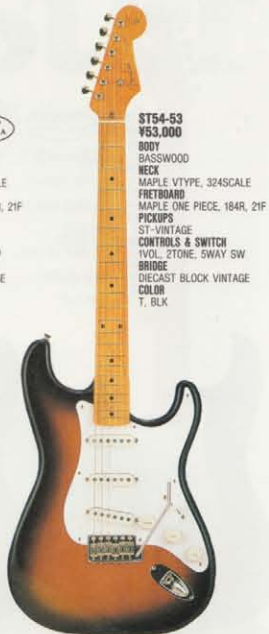 A
E
, 21F
E
ST54-53
¥53,000
BODY
BASSWOOD
NECK
MAPLE VTYPE, 324SCALE
FRETBOARD
MAPLE ONE PIECE, 184R, 21F
PICKUPS
ST-VINTAGE
CONTROLS & SWITCH
1VOL, 2TONE, 5WAY SW
BRIDGE
DIECAST BLOCK VINTAGE
COLOR
T, BLK